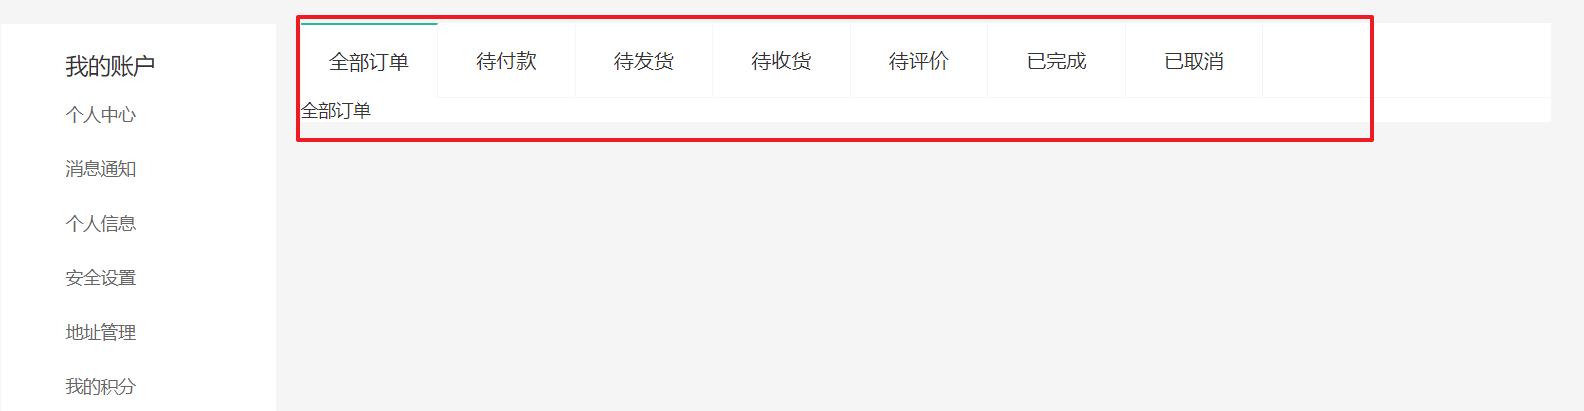 我的账户
个人中心
消息通知
个人信息
安全设置
地址管理
我的积分
全部订单 待付款 待发货 待收货 待评价 已完成 已取消
全部订单